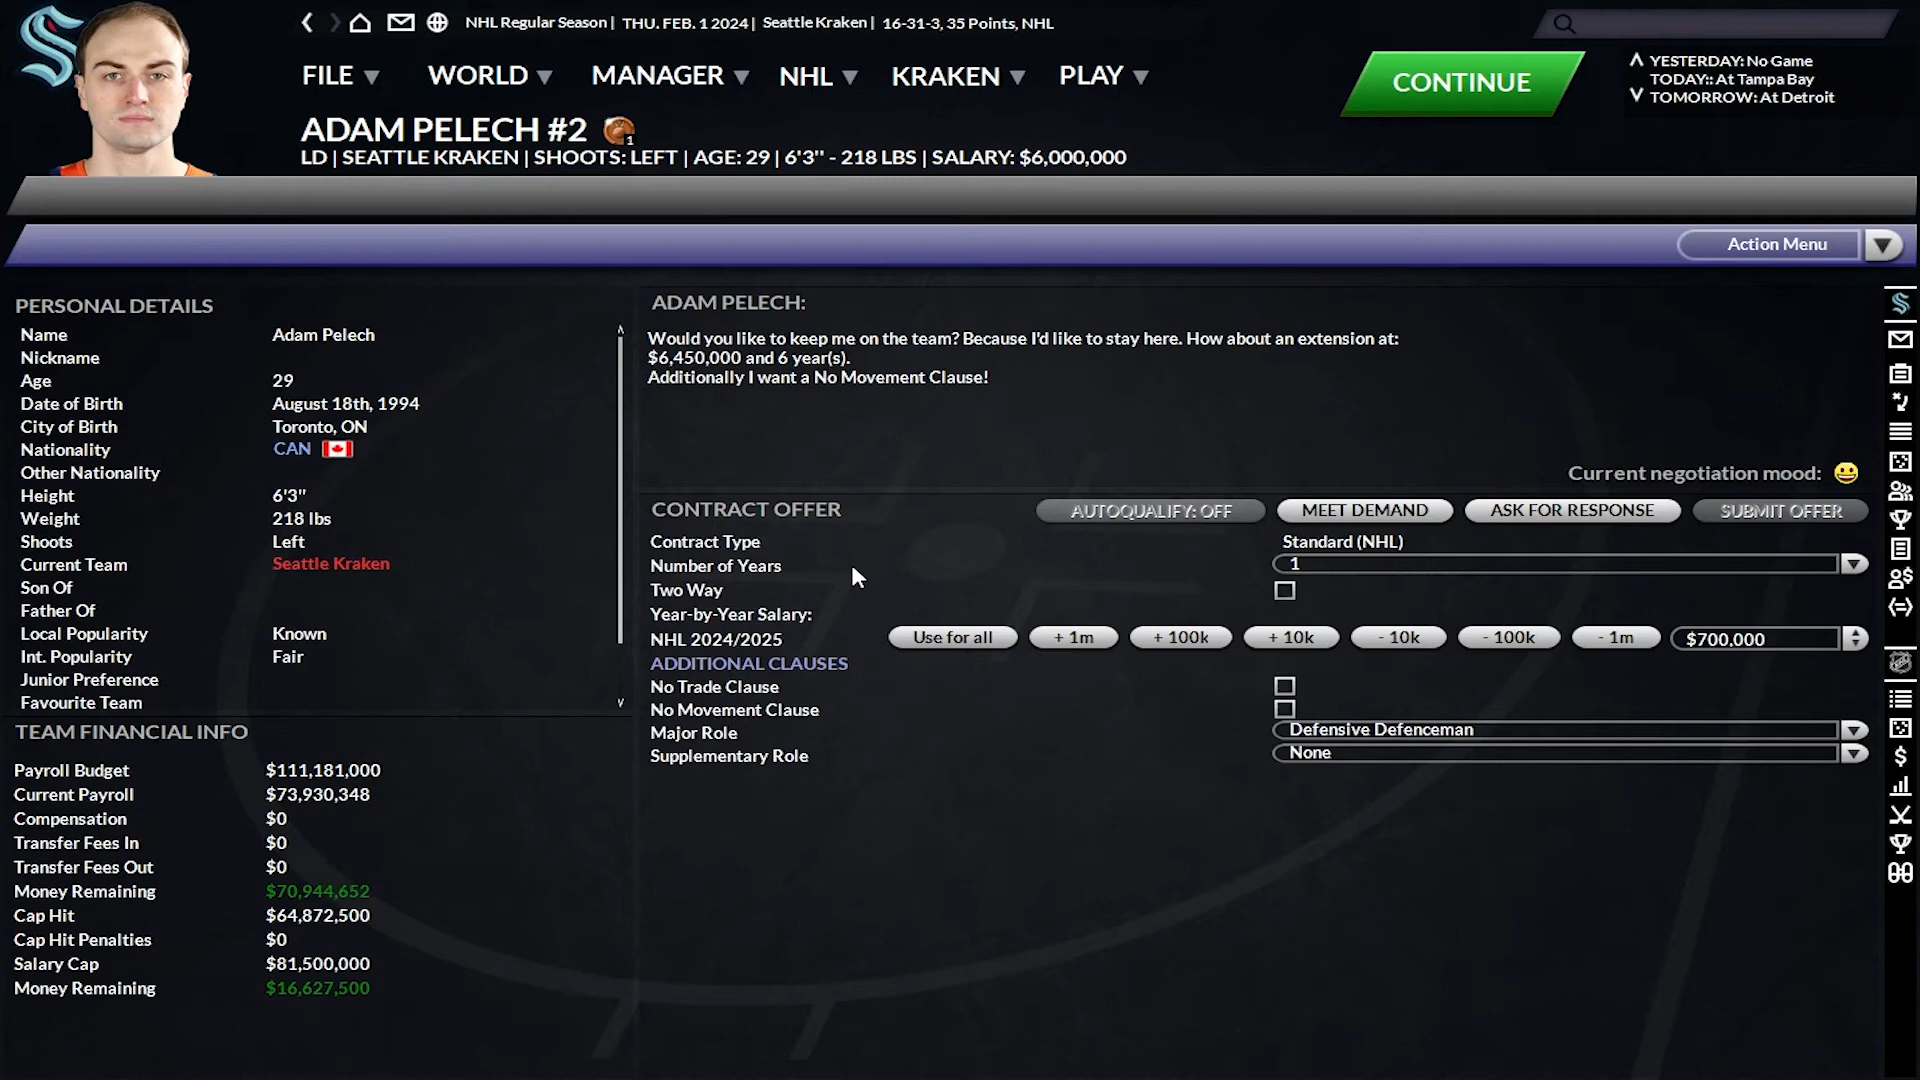 NHL Regular Season | THU. FEB. 1 2024 | Seattle Kraken | 16-31-3, 35 Points, NHL
FILE WORLD MANAGER NHL KRAKEN PLAY
CONTINUE
YESTERDAY: No Game
TODAY:: At Tampa Bay
TOMORROW: At Detroit
ADAM PELECH #2 1
LD | SEATTLE KRAKEN | SHOOTS: LEFT | AGE: 29 | 6'3'' - 218 LBS | SALARY: $6,000,000
Action Menu
PERSONAL DETAILS
Name Adam Pelech
Nickname
Age 29
Date of Birth August 18th, 1994
City of Birth Toronto, ON
Nationality CAN
Other Nationality
Height 6'3''
Weight 218 lbs
Shoots Left
Current Team Seattle Kraken
Son Of
Father Of
Local Popularity Known
Int. Popularity Fair
Junior Preference
Favourite Team
TEAM FINANCIAL INFO
Payroll Budget $111,181,000
Current Payroll $73,930,348
Compensation $0
Transfer Fees In $0
Transfer Fees Out $0
Money Remaining $70,944,652
Cap Hit $64,872,500
Cap Hit Penalties $0
Salary Cap $81,500,000
Money Remaining $16,627,500
ADAM PELECH:
Would you like to keep me on the team? Because I'd like to stay here. How about an extension at:
$6,450,000 and 6 year(s).
Additionally I want a No Movement Clause!
Current negotiation mood:
CONTRACT OFFER AUTOQUALIFY: OFF MEET DEMAND ASK FOR RESPONSE SUBMIT OFFER
Contract Type Standard (NHL)
Number of Years 1
Two Way
Year-by-Year Salary:
NHL 2024/2025 Use for all + 1m + 100k + 10k - 10k - 100k - 1m $700,000
ADDITIONAL CLAUSES
No Trade Clause
No Movement Clause
Major Role Defensive Defenceman
Supplementary Role None